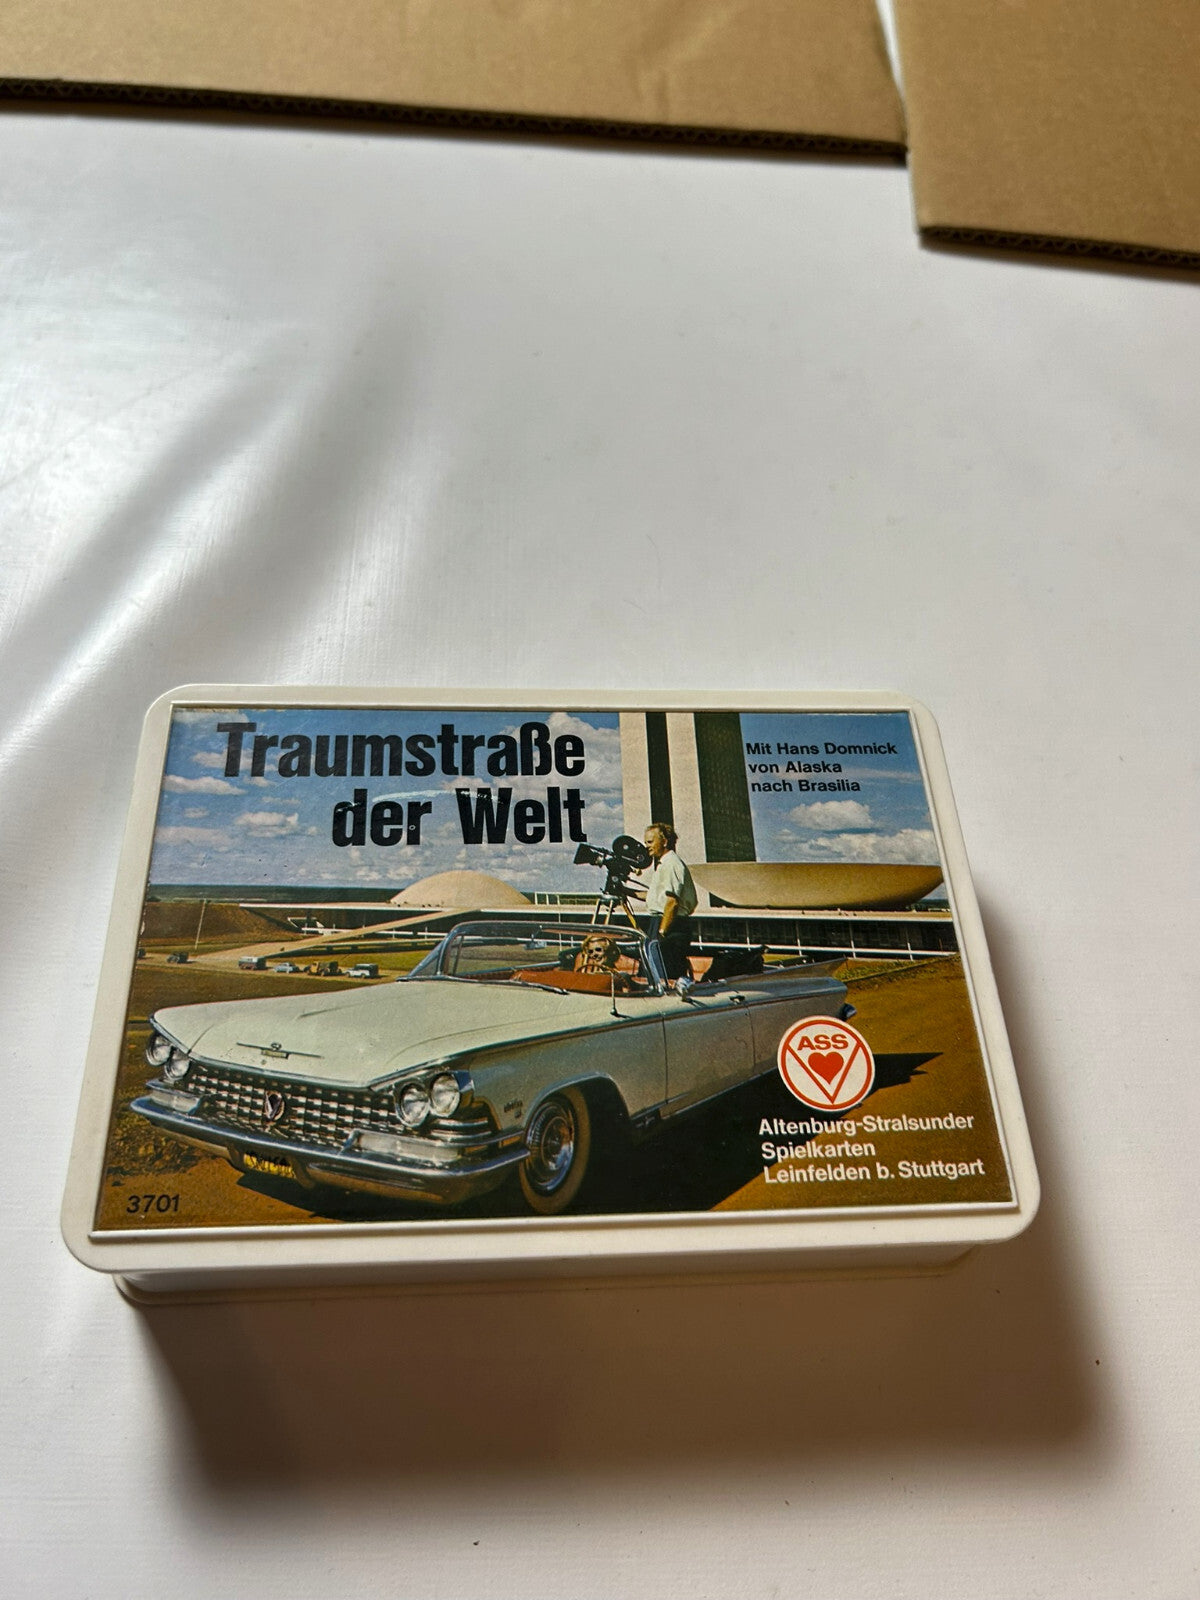 Traumstraße
der Welt
Mit Hans Domnick
von Alaska
nach Brasilia
ASS
Altenburg-Stralsunder
Spielkarten
Leinfelden b. Stuttgart
3701